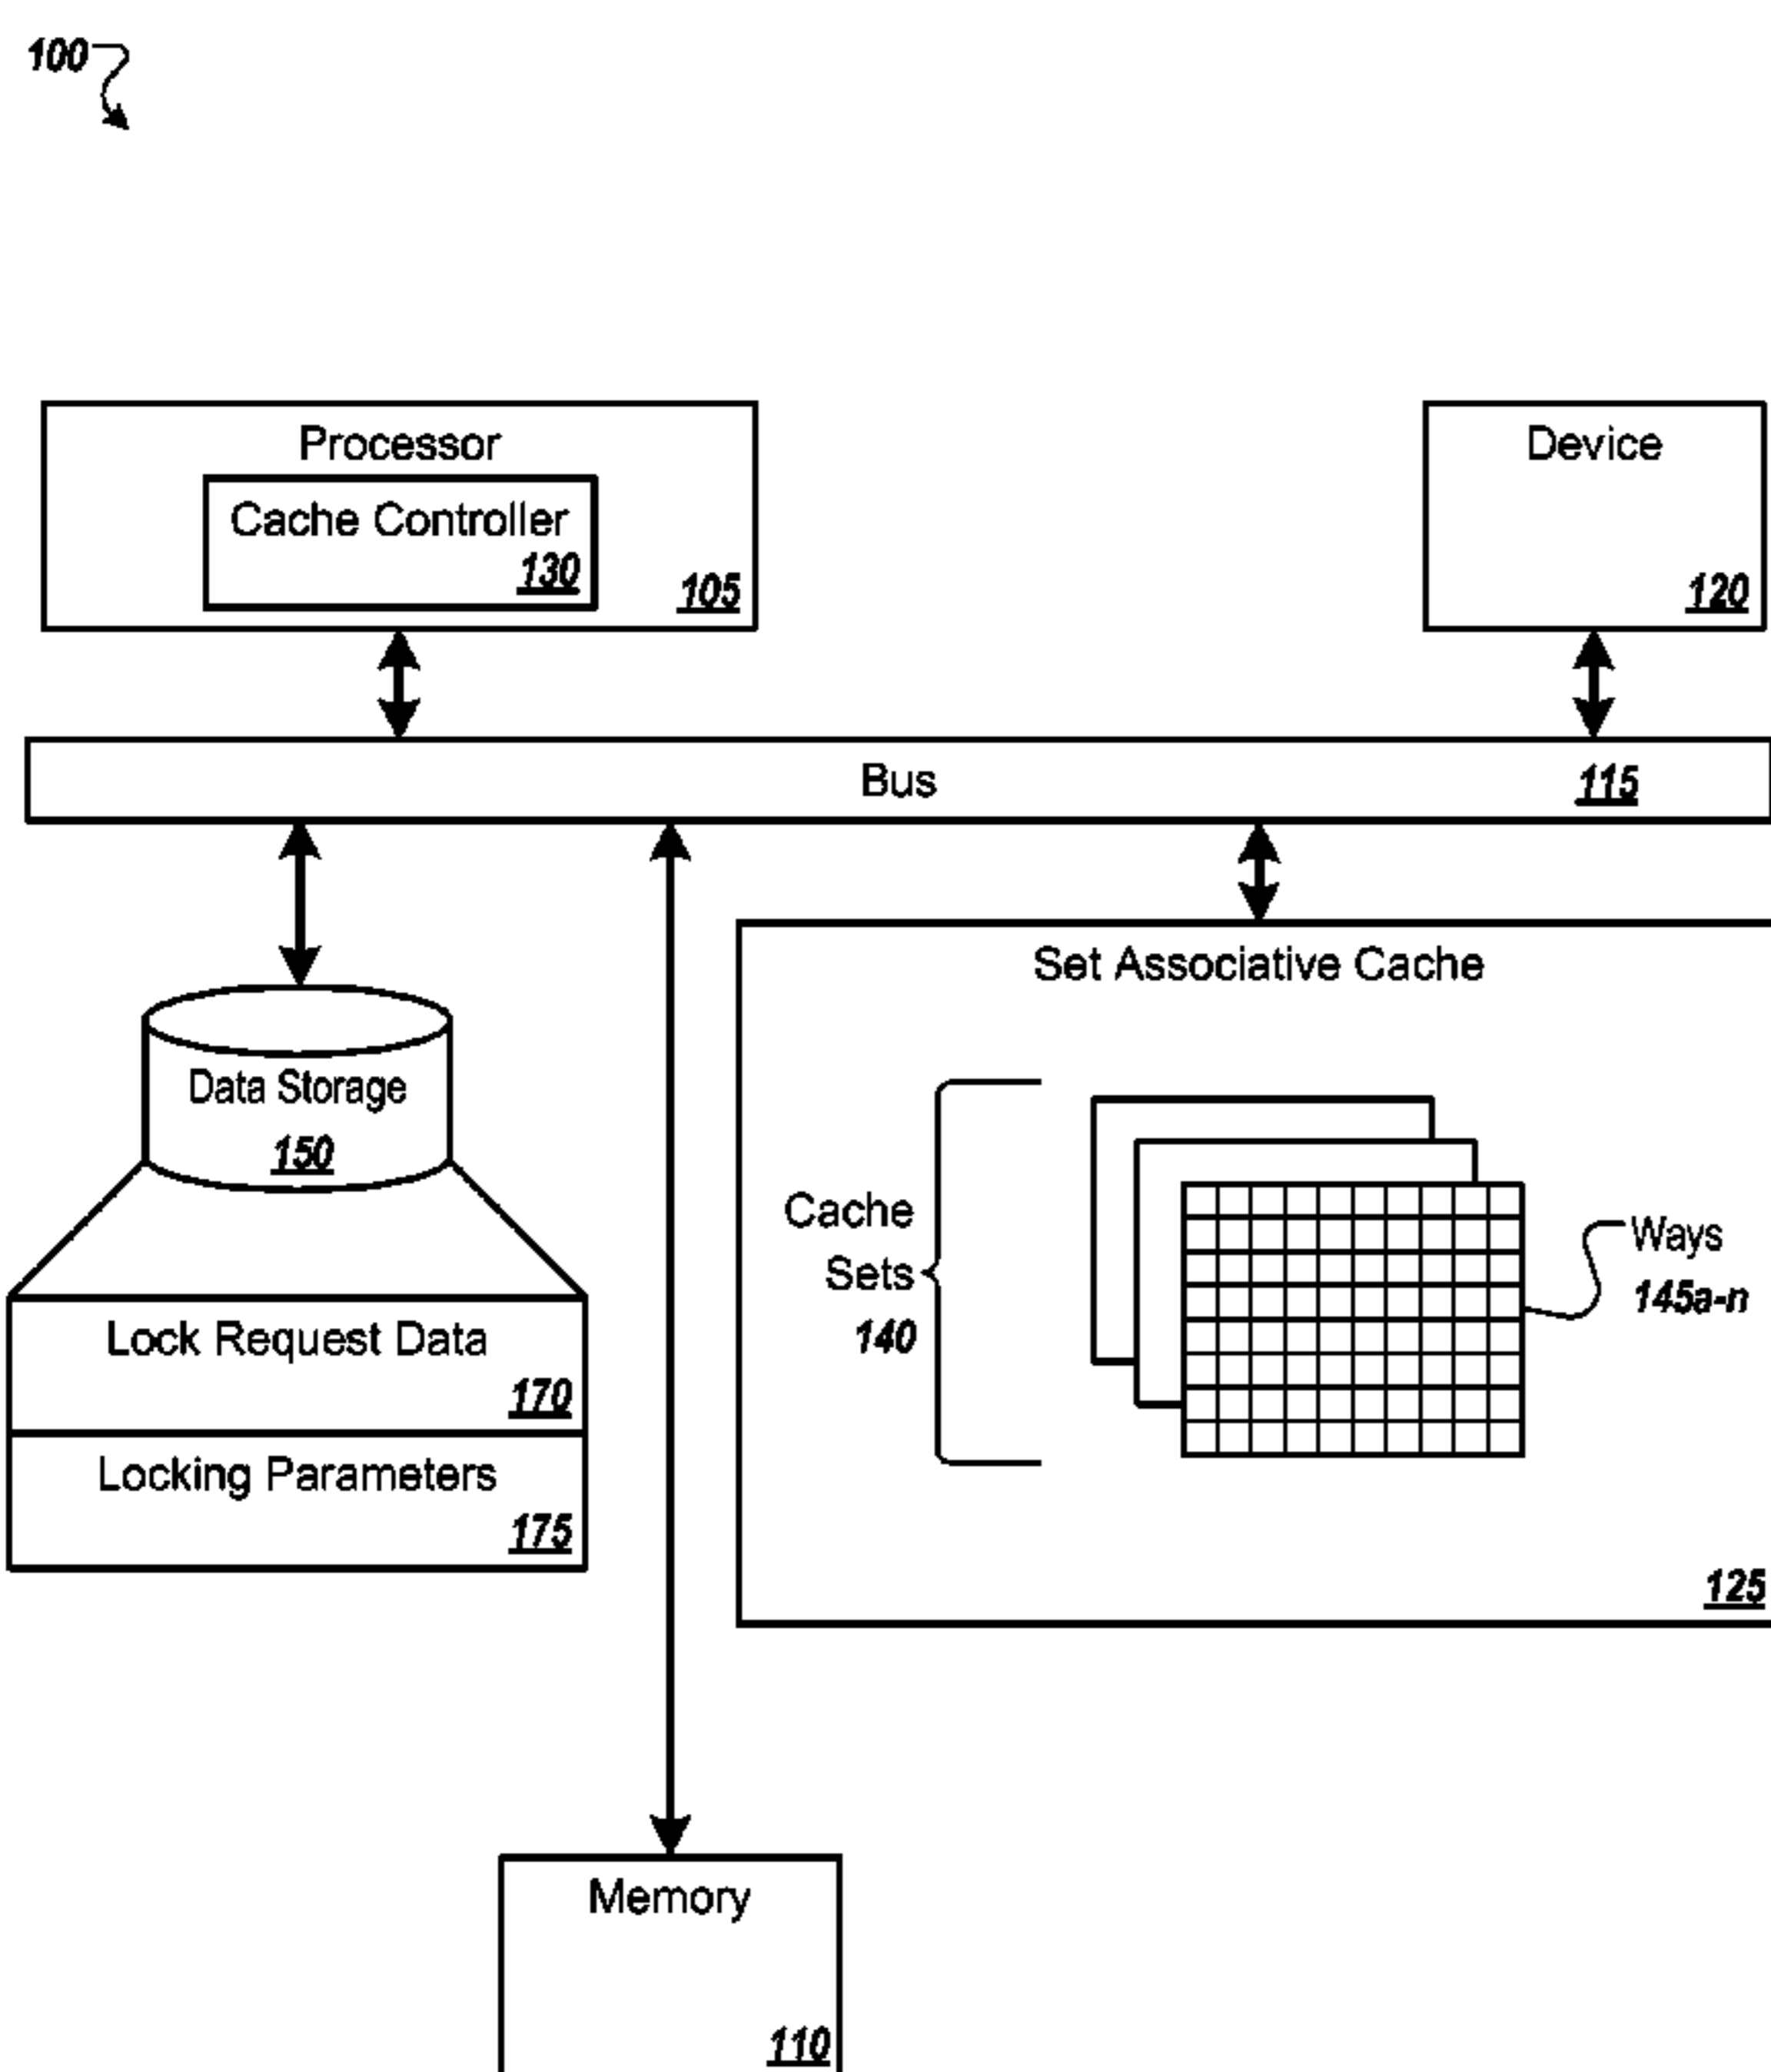 100
Processor
Cache Controller
130
105
Device
120
Bus
115
Data Storage
150
Lock Request Data
170
Locking Parameters
175
Set Associative Cache
Cache
Sets
140
Ways
145a-n
125
Memory
110